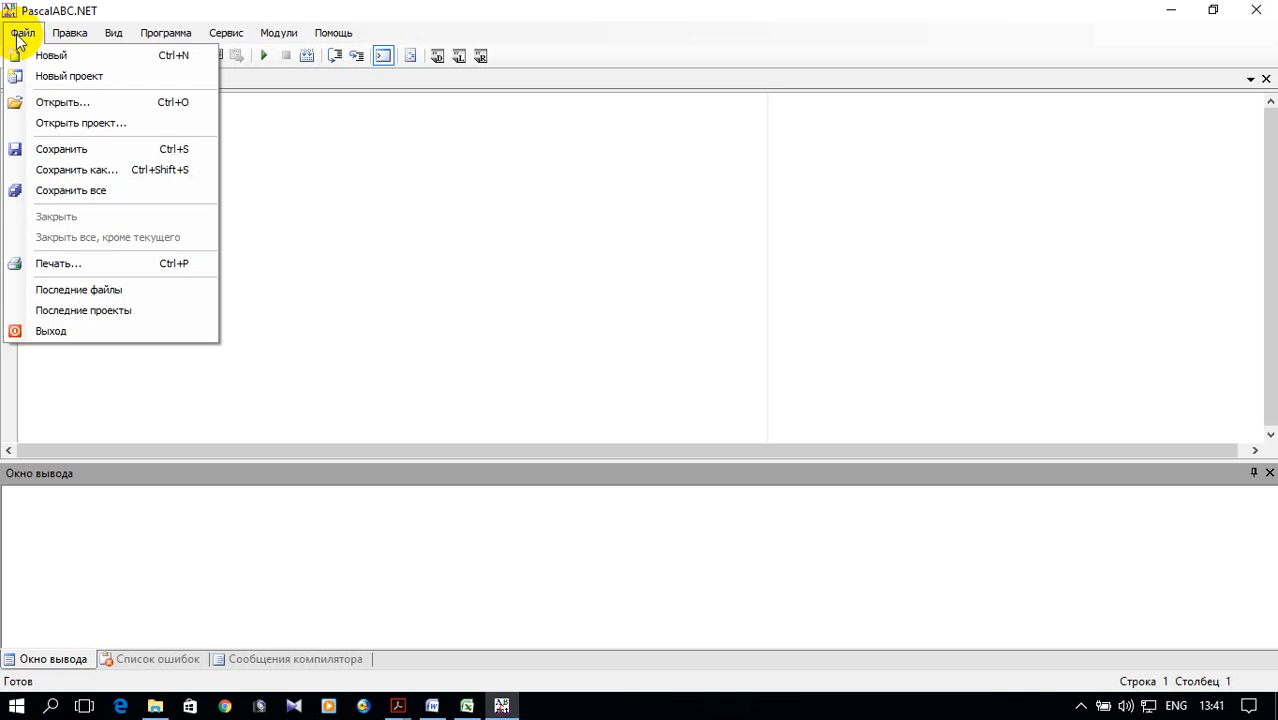 PascalABC.NET
Файл Правка Вид Программа Сервис Модули Помощь
Новый Ctrl+N
Новый проект
Открыть... Ctrl+O
Открыть проект...
Сохранить Ctrl+S
Сохранить как... Ctrl+Shift+S
Сохранить все
Закрыть
Закрыть все, кроме текущего
Печать... Ctrl+P
Последние файлы
Последние проекты
Выход
Окно вывода
Окно вывода Список ошибок Сообщения компилятора
Готов Строка 1 Столбец 1
ENG 13:41